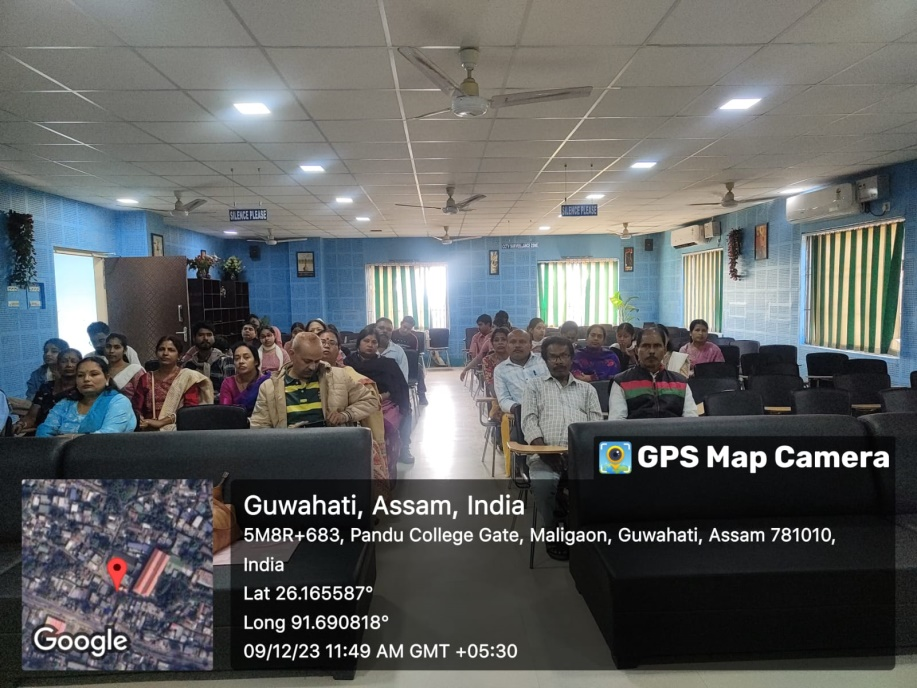 SILENCE PLEASE
SILENCE PLEASE
GPS Map Camera
Guwahati, Assam, India
5M8R+683, Pandu College Gate, Maligaon, Guwahati, Assam 781010,
India
Lat 26.165587°
Long 91.690818°
09/12/23 11:49 AM GMT +05:30
Google